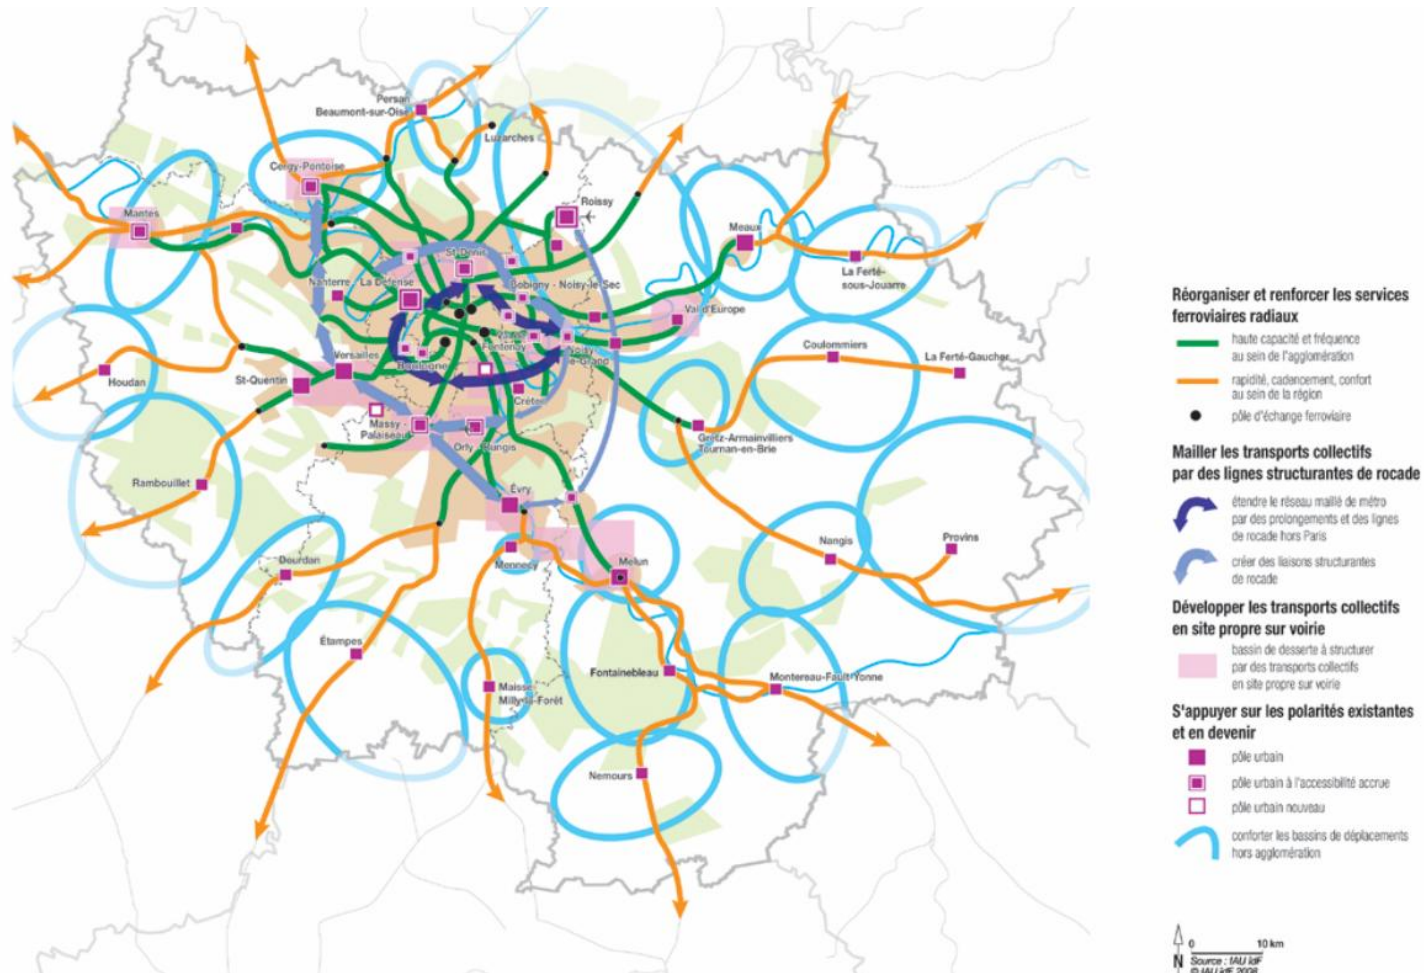 Persan
Beaumont-sur-Oise
Luzarches
Cergy-Pontoise
Mantes
Roissy
Meaux
St-Denis
La Ferté-
sous-Jouarre
Nanterre - La Défense
Bobigny - Noisy-le-Sec
Val d'Europe
Fontenay
Noisy
Versailles
Coulommiers
La Ferté-Gaucher
Houdan
St-Quentin
Massy -
Palaiseau
Orly - Rungis
Gretz-Armainvilliers
Tournan-en-Brie
Rambouillet
Évry
Nangis
Provins
Mennecy
Melun
Dourdan
Étampes
Fontainebleau
Montereau-Fault-Yonne
Maisse
Milly-la-Forêt
Nemours
Réorganiser et renforcer les services
ferroviaires radiaux
haute capacité et fréquence
au sein de l'agglomération
rapidité, cadencement, confort
au sein de la région
pôle d'échange ferroviaire
Mailler les transports collectifs
par des lignes structurantes de rocade
étendre le réseau maillé de métro
par des prolongements et des lignes
de rocade hors Paris
créer des liaisons structurantes
de rocade
Développer les transports collectifs
en site propre sur voirie
bassin de desserte à structurer
par des transports collectifs
en site propre sur voirie
S'appuyer sur les polarités existantes
et en devenir
pôle urbain
pôle urbain à l'accessibilité accrue
pôle urbain nouveau
conforter les bassins de déplacements
hors agglomération
0 10 km
N
Source : IAU IdF
© IAU IdF 2008